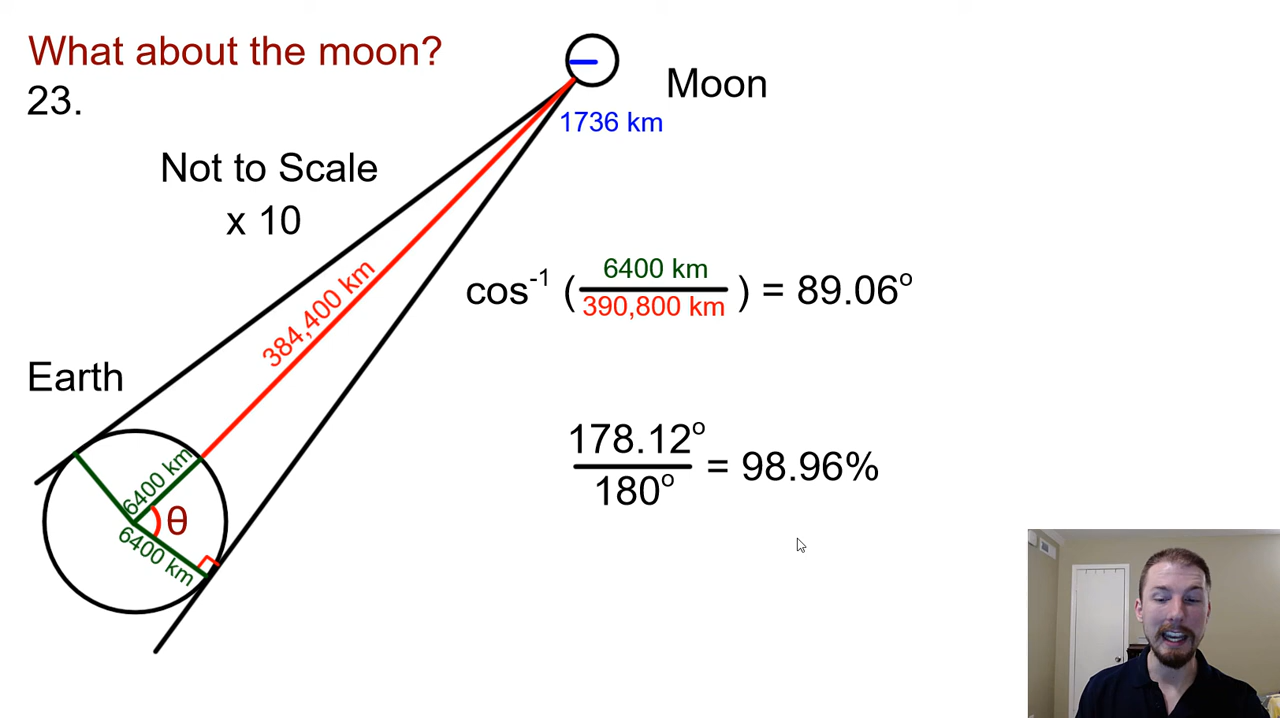 What about the moon?
23.
Moon
1736 km
Not to Scale
x 10
384,400 km
cos⁻¹ (6400 km / 390,800 km) = 89.06°
Earth
178.12° / 180° = 98.96%
6400 km
θ
6400 km